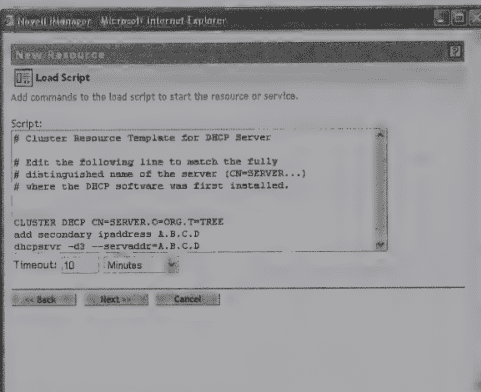 Novell iManager - Microsoft Internet Explorer
New Resource
Load Script
Add commands to the load script to start the resource or service.
Script:
# Cluster Resource Template for DHCP Server
# Edit the following line to match the fully
# distinguished name of the server (CN=SERVER...)
# where the DHCP software was first installed.
CLUSTER DHCP CN=SERVER.O=ORG.T=TREE
add secondary ipaddress A.B.C.D
dhcpsrvr -d3 --servaddr=A.B.C.D
Timeout: 10 Minutes
<< Back Next >> Cancel